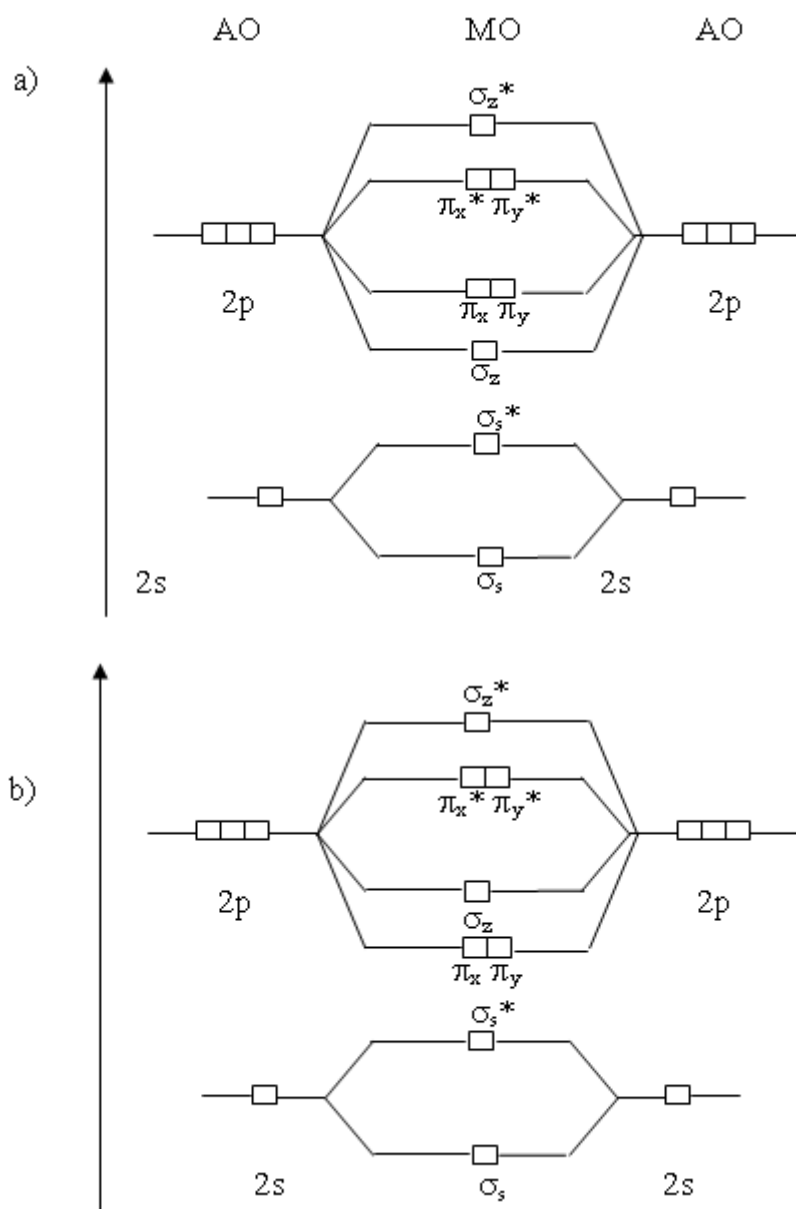 AO MO AO
a)
σz*
πx* πy*
2p πx πy 2p
σz
σs*
2s σs 2s
σz*
b)
πx* πy*
2p σz 2p
πx πy
σs*
2s σs 2s